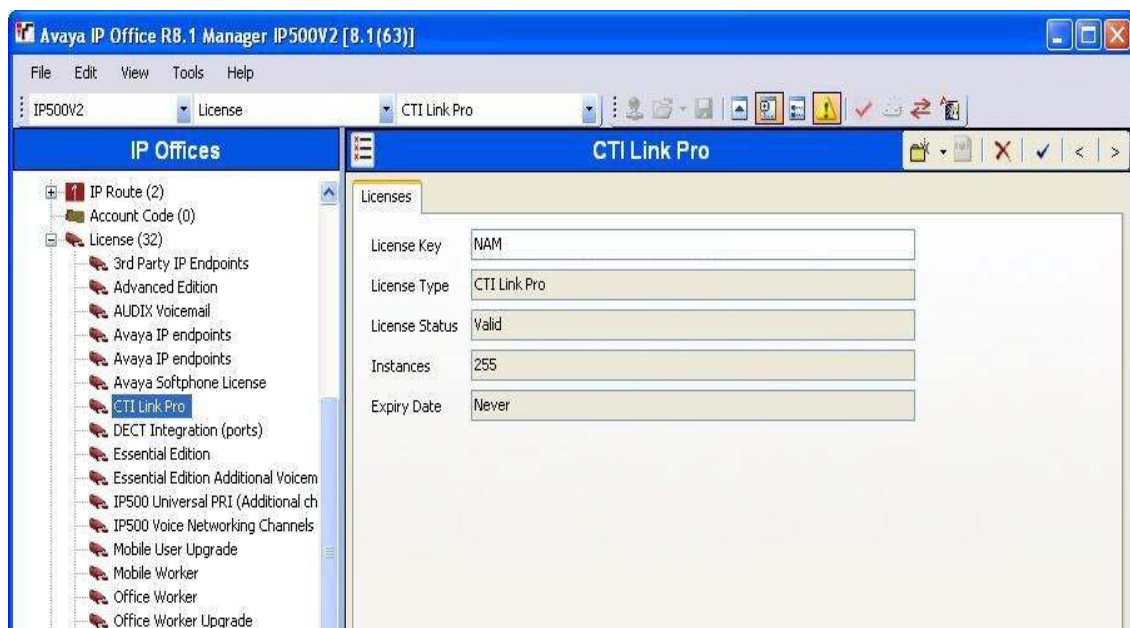 Avaya IP Office R8.1 Manager IP500V2 [8.1(63)]
File Edit View Tools Help
IP500V2 License CTI Link Pro
IP Offices
IP Route (2)
Account Code (0)
License (32)
3rd Party IP Endpoints
Advanced Edition
AUDIX Voicemail
Avaya IP endpoints
Avaya IP endpoints
Avaya Softphone License
CTI Link Pro
DECT Integration (ports)
Essential Edition
Essential Edition Additional Voicem
IP500 Universal PRI (Additional ch
IP500 Voice Networking Channels
Mobile User Upgrade
Mobile Worker
Office Worker
Office Worker Upgrade
CTI Link Pro
Licenses
License Key NAM
License Type CTI Link Pro
License Status Valid
Instances 255
Expiry Date Never